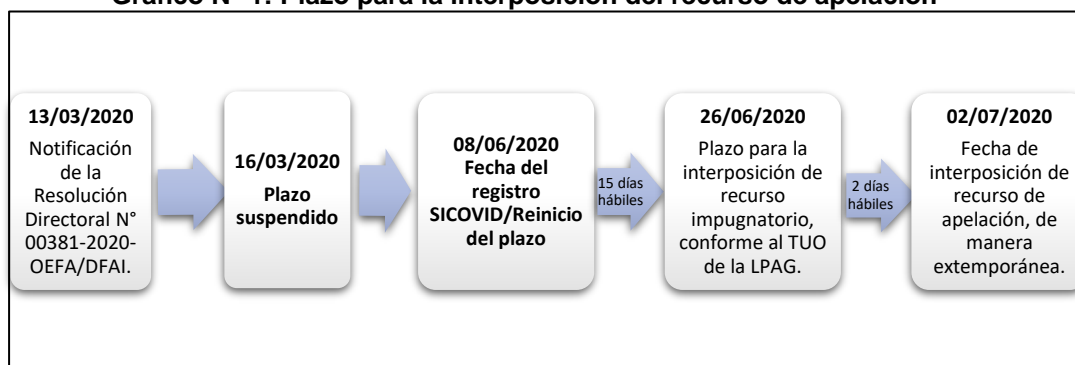 Gráfico N° 1: Plazo para la interposición del recurso de apelación
13/03/2020
Notificación
de la
Resolución
Directoral N°
00381-2020-
OEFA/DFAI.
16/03/2020
Plazo
suspendido
08/06/2020
Fecha del
registro
SICOVID/Reinicio
del plazo
15 días
hábiles
26/06/2020
Plazo para la
interposición de
recurso
impugnatorio,
conforme al TUO
de la LPAG.
2 días
hábiles
02/07/2020
Fecha de
interposición de
recurso de
apelación, de
manera
extemporánea.